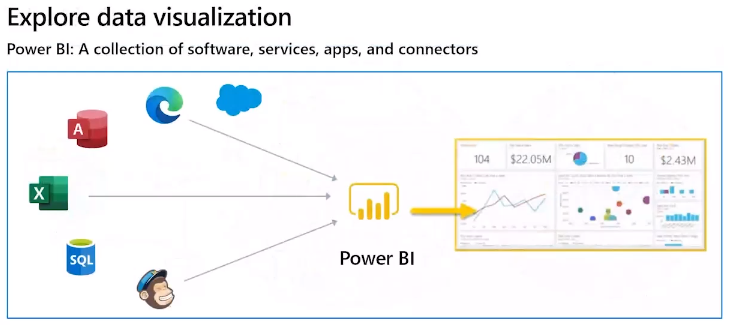 Explore data visualization
Power BI: A collection of software, services, apps, and connectors
A
X
SQL
Power BI
104
$22.05M
10
$2.43M